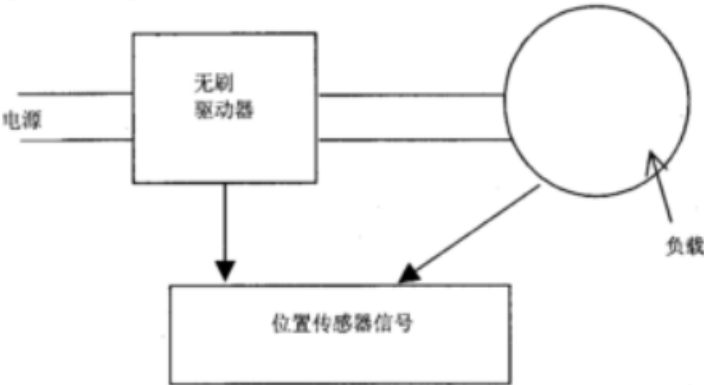 无刷
驱动器
电源
负载
位置传感器信号